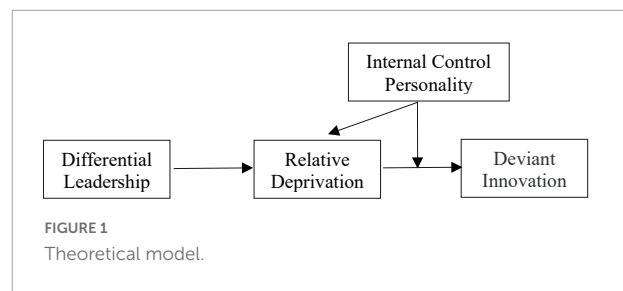 Internal Control
Personality
Differential
Leadership
Relative
Deprivation
Deviant
Innovation
FIGURE 1
Theoretical model.